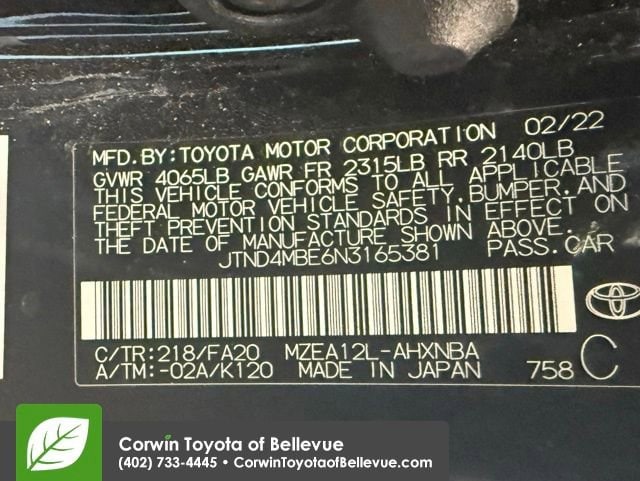 MFD.BY:TOYOTA MOTOR CORPORATION 02/22
GVWR 4065LB GAWR FR 2315LB RR 2140LB
THIS VEHICLE CONFORMS TO ALL APPLICABLE
FEDERAL MOTOR VEHICLE SAFETY,BUMPER,AND
THEFT PREVENTION STANDARDS IN EFFECT ON
THE DATE OF MANUFACTURE SHOWN ABOVE.
JTND4MBE6N3165381 PASS.CAR
C/TR:218/FA20 MZEA12L-AHXNBA
A/TM:-02A/K120 MADE IN JAPAN 758 C
Corwin Toyota of Bellevue
(402) 733-4445 • CorwinToyotaofBellevue.com